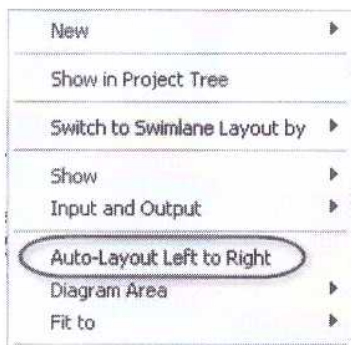 New
Show in Project Tree
Switch to Swimlane Layout by
Show
Input and Output
Auto-Layout Left to Right
Diagram Area
Fit to